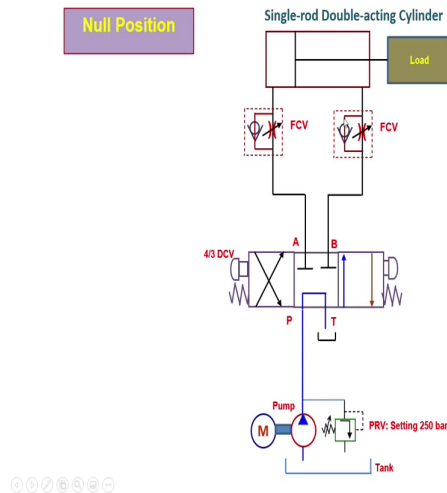 Null Position
Single-rod Double-acting Cylinder
Load
FCV
FCV
A
B
4/3 DCV
P
T
Pump
M
PRV: Setting 250 bar
Tank